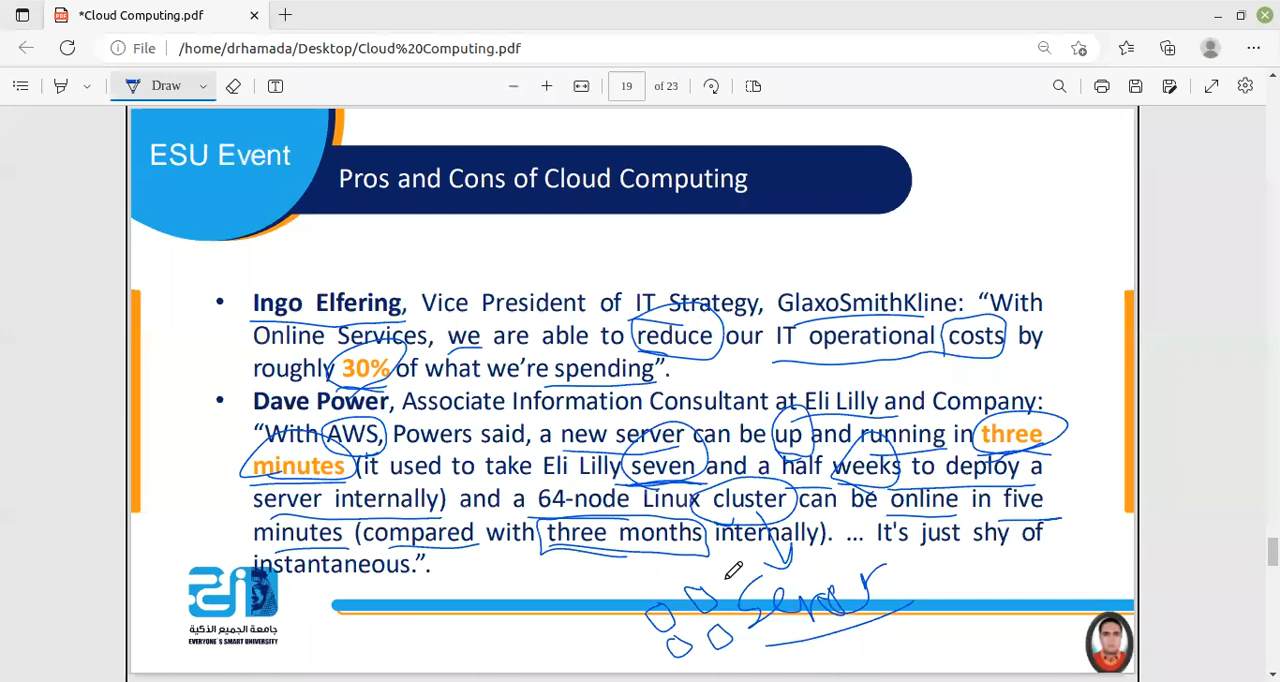 *Cloud Computing.pdf
File /home/drhamada/Desktop/Cloud%20Computing.pdf
Draw 19 of 23
ESU Event
Pros and Cons of Cloud Computing
• Ingo Elfering, Vice President of IT Strategy, GlaxoSmithKline: “With
Online Services, we are able to reduce our IT operational costs by
roughly 30% of what we’re spending”.
• Dave Power, Associate Information Consultant at Eli Lilly and Company:
“With AWS, Powers said, a new server can be up and running in three
minutes (it used to take Eli Lilly seven and a half weeks to deploy a
server internally) and a 64-node Linux cluster can be online in five
minutes (compared with three months internally). ... It's just shy of
instantaneous.”.
Server
جامعة الجميع الذكية
EVERYONE`S SMART UNIVERSITY